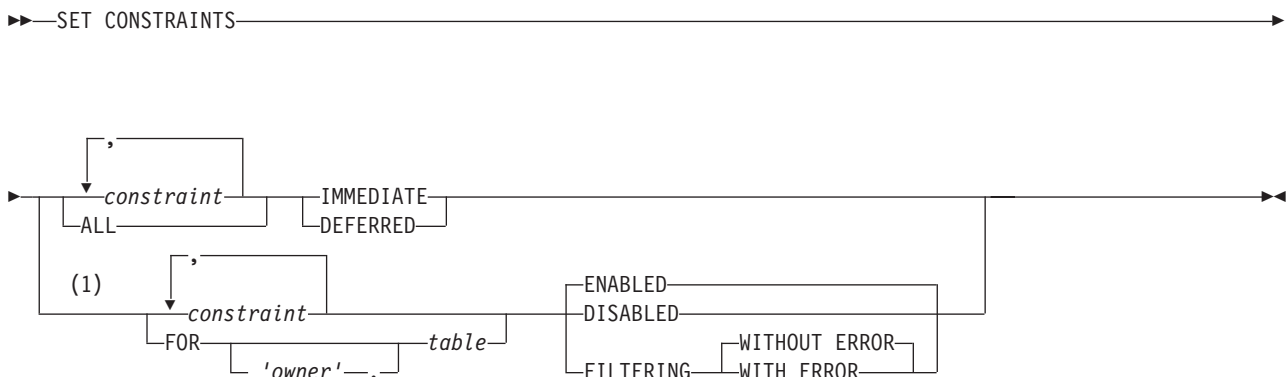 SET CONSTRAINTS
,
constraint IMMEDIATE
ALL DEFERRED
(1) ,
constraint ENABLED
FOR table DISABLED
'owner' . WITHOUT ERROR
FILTERING WITH ERROR